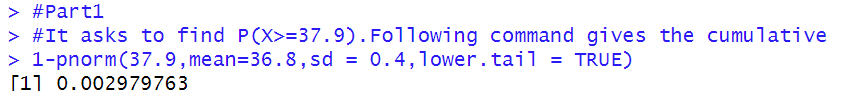 > #Part1
> #It asks to find P(X>=37.9).Following command gives the cumulative
> 1-pnorm(37.9,mean=36.8,sd = 0.4,lower.tail = TRUE)
[1] 0.002979763